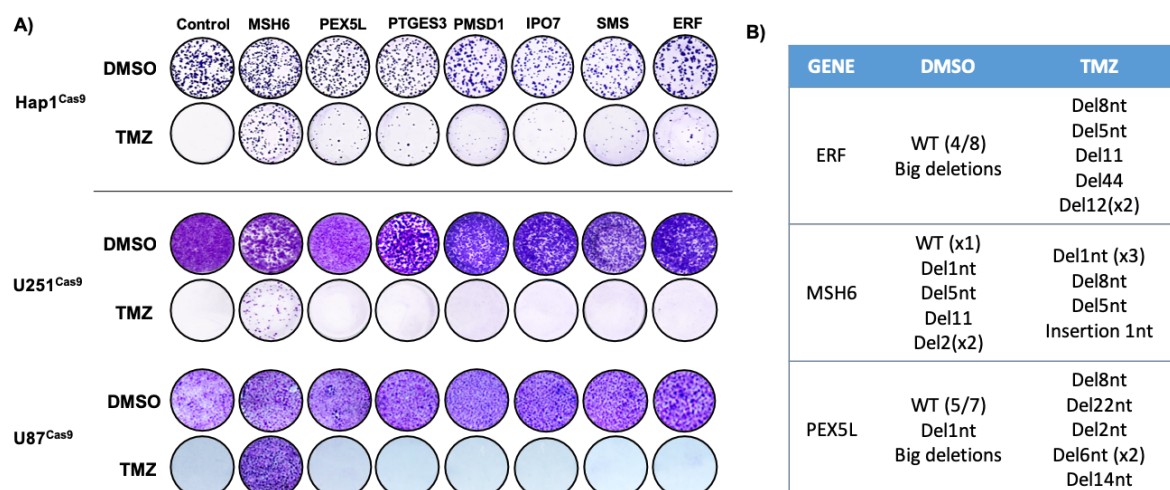 A)
Control MSH6 PEX5L PTGES3 PMSD1 IPO7 SMS ERF
DMSO
Hap1Cas9
TMZ
DMSO
U251Cas9
TMZ
DMSO
U87Cas9
TMZ
B)
GENE DMSO TMZ
ERF
WT (4/8)
Big deletions
Del8nt
Del5nt
Del11
Del44
Del12(x2)
MSH6
WT (x1)
Del1nt
Del5nt
Del11
Del2(x2)
Del1nt (x3)
Del8nt
Del5nt
Insertion 1nt
PEX5L
WT (5/7)
Del1nt
Big deletions
Del8nt
Del22nt
Del2nt
Del6nt (x2)
Del14nt